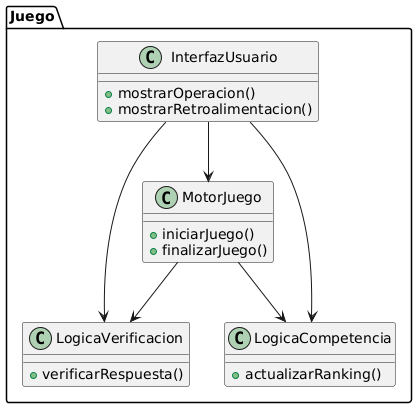 Juego
C InterfazUsuario
mostrarOperacion()
mostrarRetroalimentacion()
C MotorJuego
iniciarJuego()
finalizarJuego()
C LogicaVerificacion
verificarRespuesta()
C LogicaCompetencia
actualizarRanking()